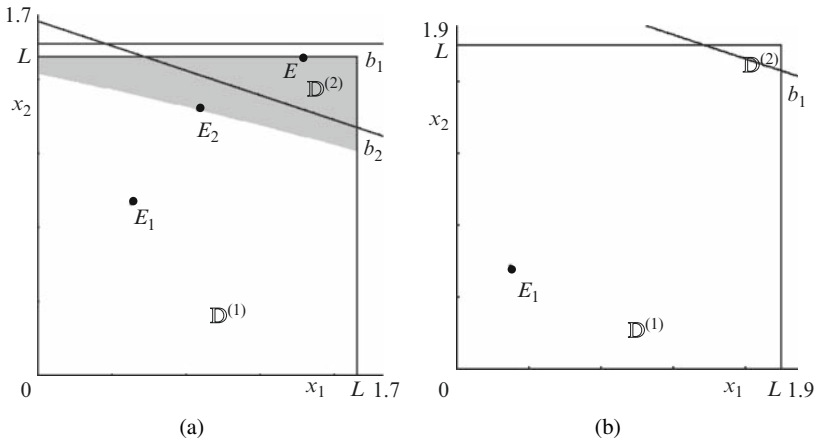 1.7
L
x₂
E
𝔻⁽²⁾
b₁
b₂
E₂
E₁
𝔻⁽¹⁾
0
x₁
L 1.7
(a)
1.9
L
x₂
𝔻⁽²⁾
b₁
E₁
𝔻⁽¹⁾
0
x₁
L 1.9
(b)